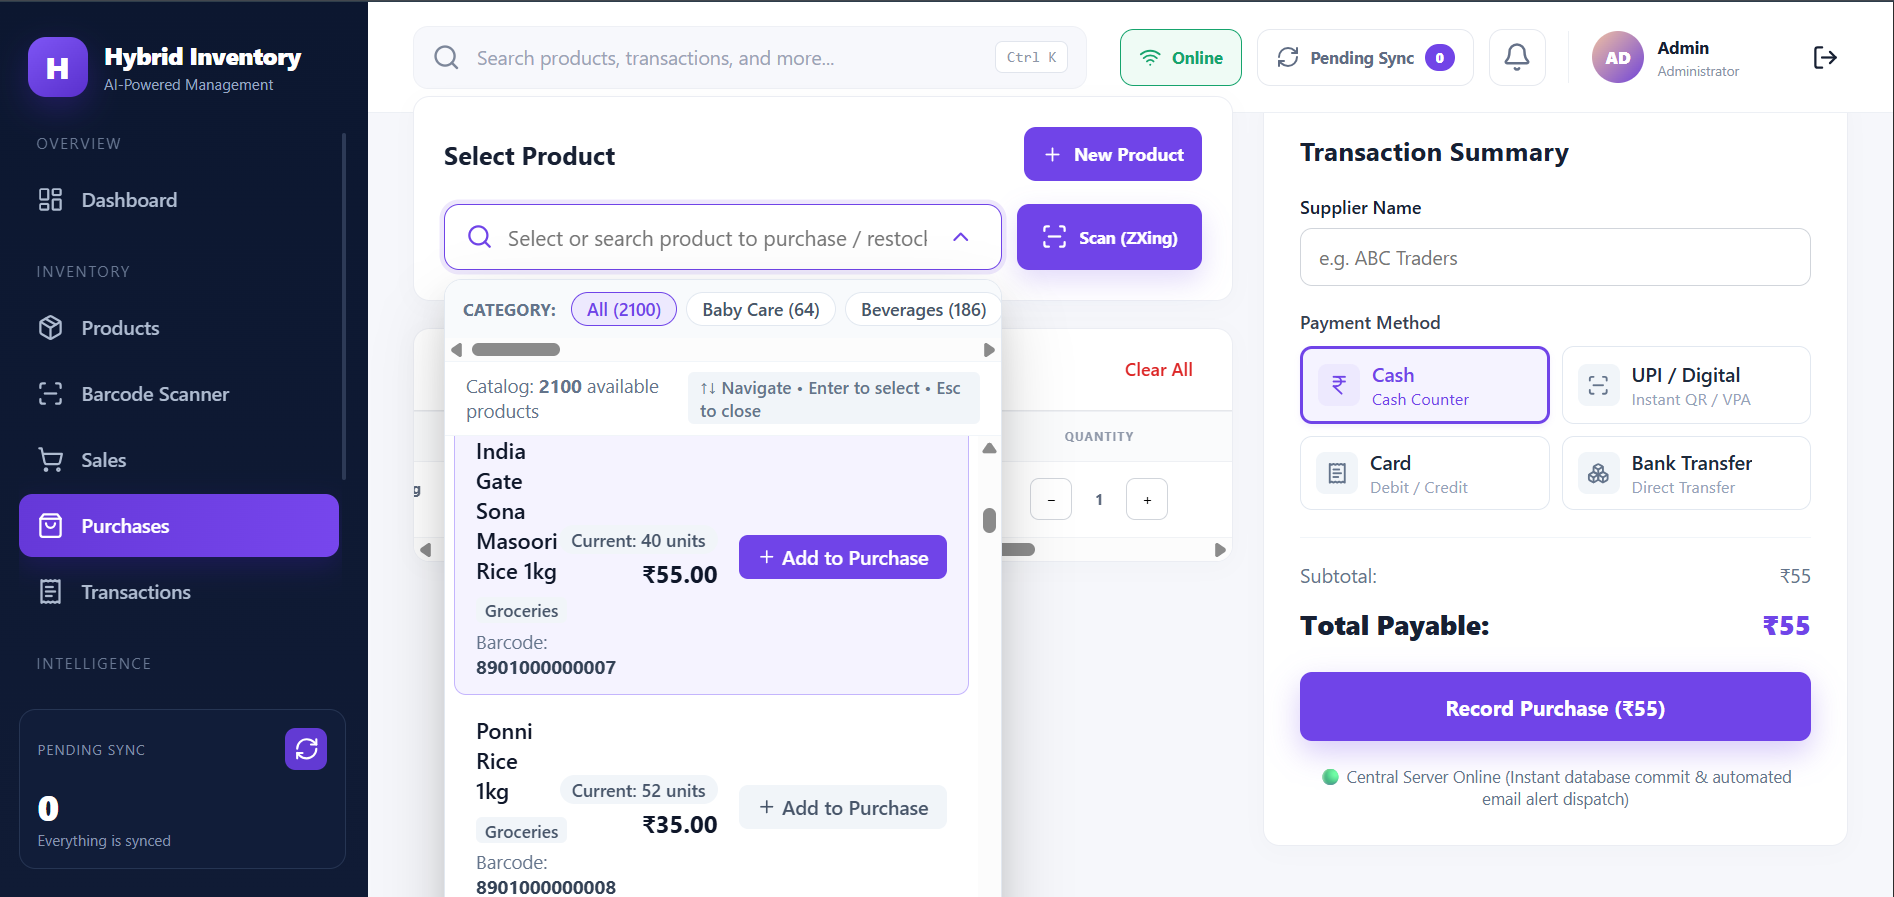 H
Hybrid Inventory
AI-Powered Management
OVERVIEW
Dashboard
INVENTORY
Products
Barcode Scanner
Sales
Purchases
Transactions
INTELLIGENCE
PENDING SYNC
0
Everything is synced
Search products, transactions, and more...
Ctrl K
Online
Pending Sync 0
AD
Admin
Administrator
Select Product
+ New Product
Select or search product to purchase / restock
Scan (ZXing)
CATEGORY: All (2100) Baby Care (64) Beverages (186)
Catalog: 2100 available
products
↑↓ Navigate • Enter to select • Esc
to close
Clear All
QUANTITY
g
− 1 +
India
Gate
Sona
Masoori
Rice 1kg
Groceries
Barcode:
8901000000007
Current: 40 units
₹55.00
+ Add to Purchase
Ponni
Rice
1kg
Groceries
Barcode:
8901000000008
Current: 52 units
₹35.00
+ Add to Purchase
Transaction Summary
Supplier Name
e.g. ABC Traders
Payment Method
₹
Cash
Cash Counter
UPI / Digital
Instant QR / VPA
Card
Debit / Credit
Bank Transfer
Direct Transfer
Subtotal: ₹55
Total Payable: ₹55
Record Purchase (₹55)
Central Server Online (Instant database commit & automated
email alert dispatch)